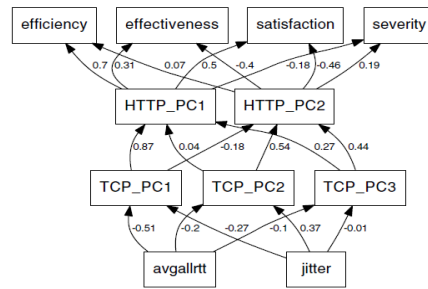 efficiency effectiveness satisfaction severity
0.7 0.31 0.07 0.5 -0.4 -0.18 -0.46 0.19
HTTP_PC1 HTTP_PC2
0.87 0.04 -0.18 0.54 0.27 0.44
TCP_PC1 TCP_PC2 TCP_PC3
-0.51 -0.2 -0.27 -0.1 0.37 -0.01
avgallrtt jitter